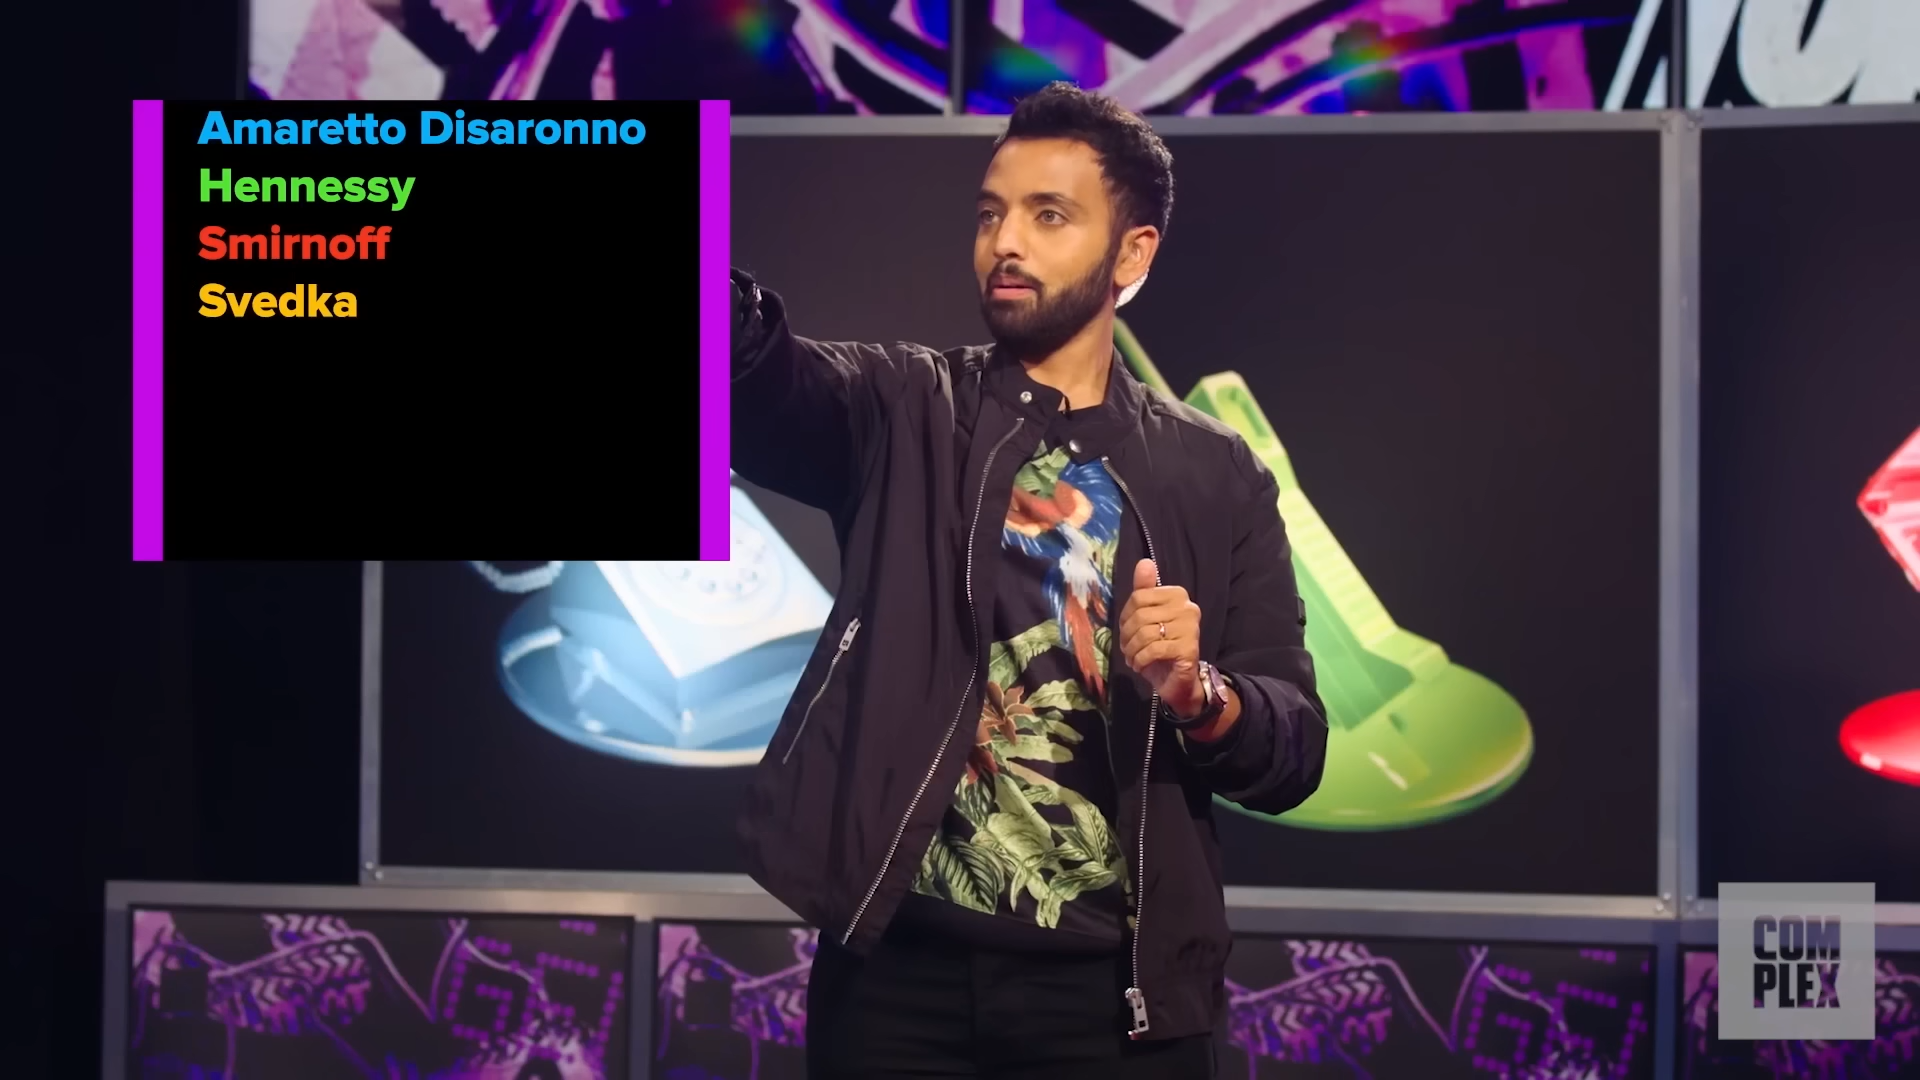 Amaretto Disaronno
Hennessy
Smirnoff
Svedka
COM
PLEX